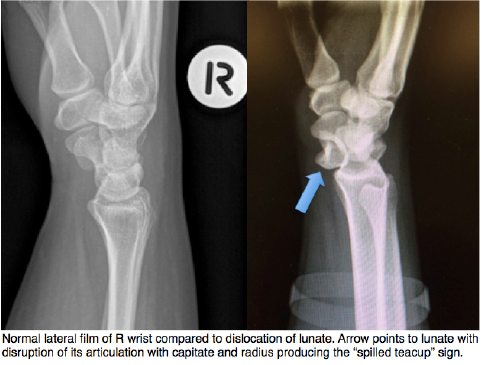 R
Normal lateral film of R wrist compared to dislocation of lunate. Arrow points to lunate with
disruption of its articulation with capitate and radius producing the “spilled teacup” sign.